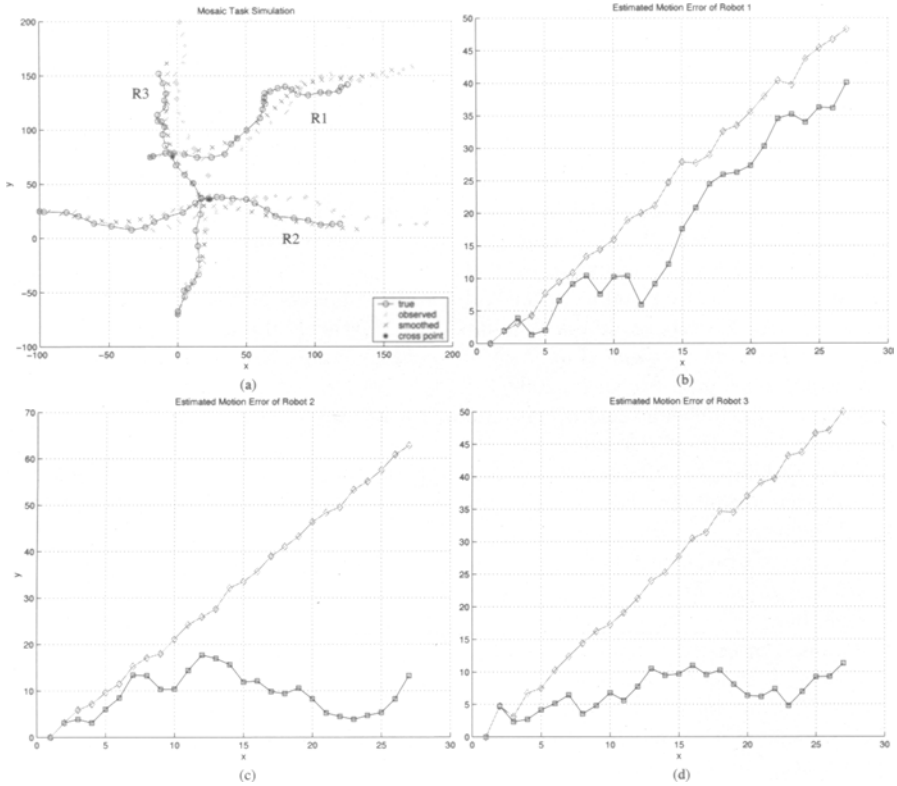 Mosaic Task Simulation
200
150
100
50
0
-50
-100
y
R3
R1
R2
true
observed
smoothed
cross point
-100 -50 0 50 100 150 200
x
(a)
Estimated Motion Error of Robot 1
50
45
40
35
30
25
20
15
10
5
0
0 5 10 15 20 25 30
x
(b)
Estimated Motion Error of Robot 2
70
60
50
40
30
20
10
0
y
0 5 10 15 20 25 30
x
(c)
Estimated Motion Error of Robot 3
50
45
40
35
30
25
20
15
10
5
0
0 5 10 15 20 25 30
x
(d)